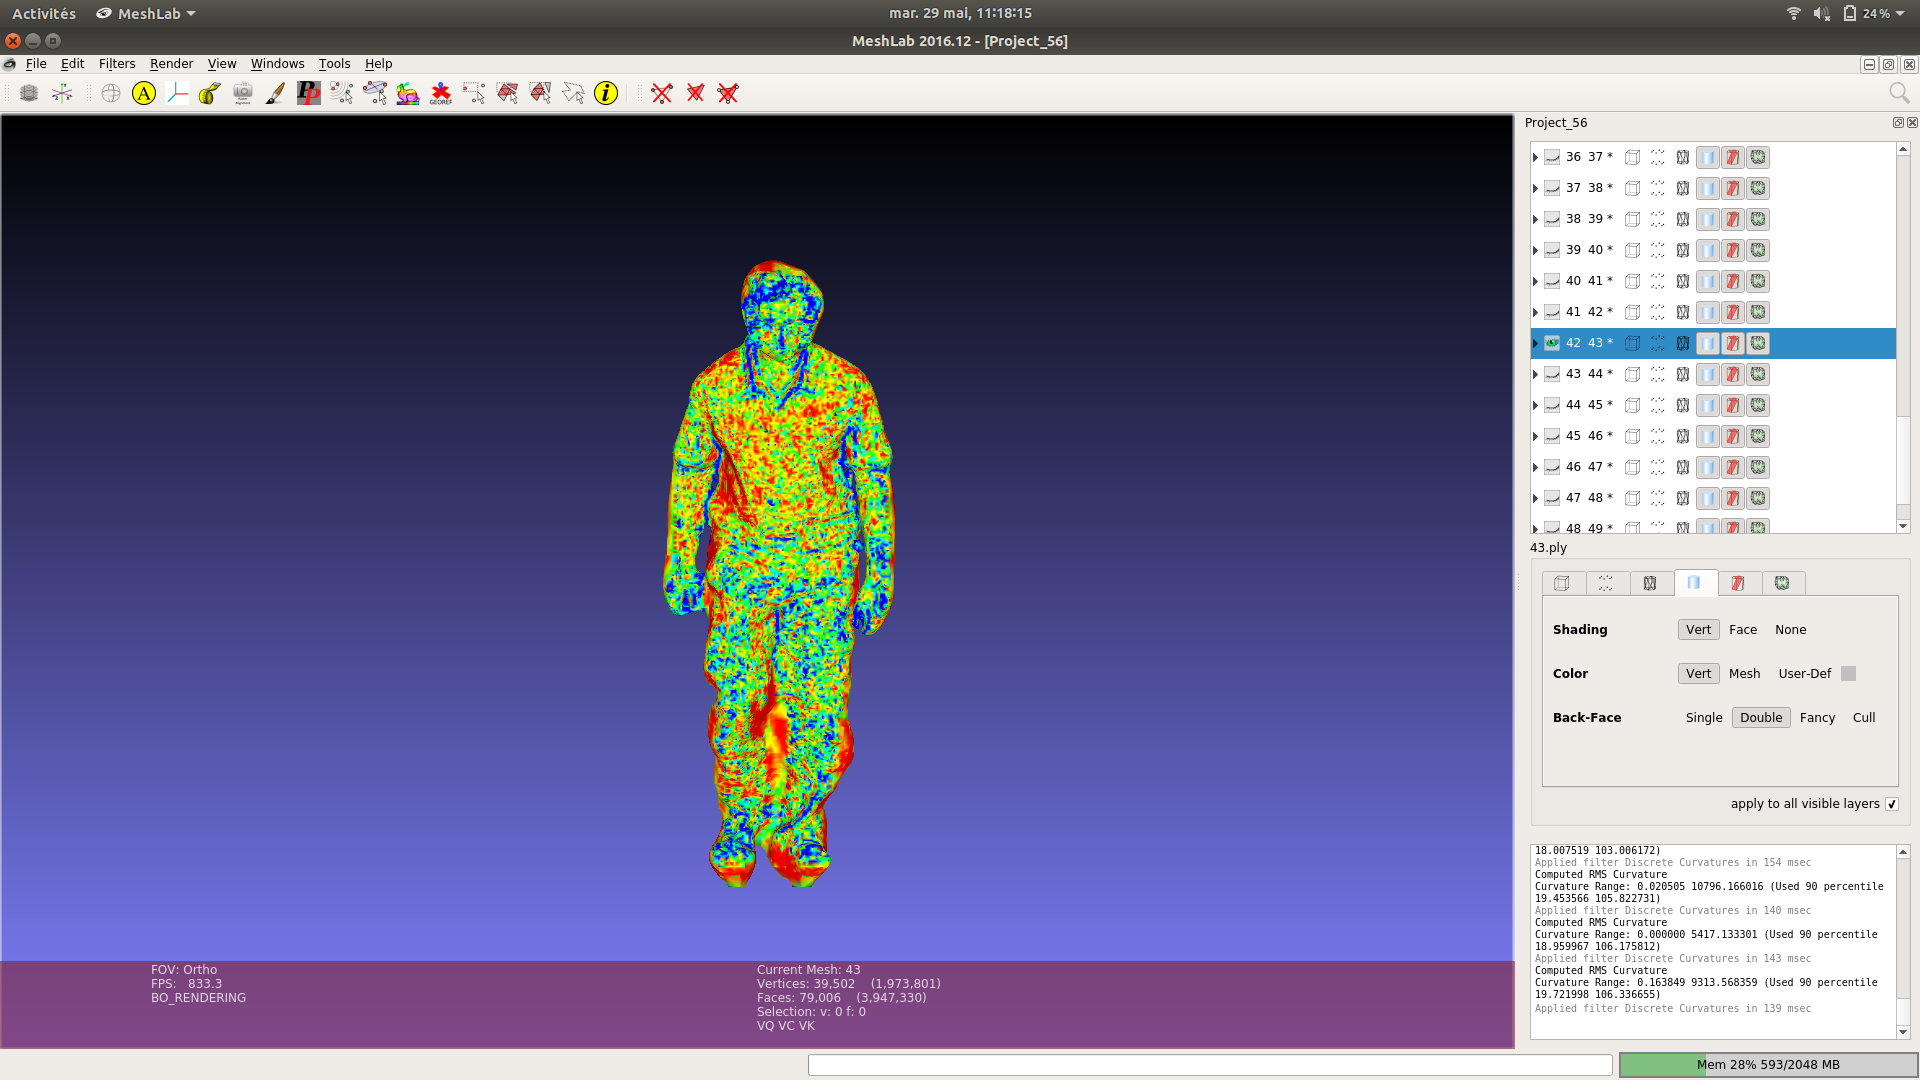 Activités MeshLab mar. 29 mai, 11:18:15 24 %
MeshLab 2016.12 - [Project_56]
File Edit Filters Render View Windows Tools Help
A PP GEOREF i
Project_56
36 37 *
37 38 *
38 39 *
39 40 *
40 41 *
41 42 *
42 43 *
43 44 *
44 45 *
45 46 *
46 47 *
47 48 *
48 49 *
43.ply
Shading Vert Face None
Color Vert Mesh User-Def
Back-Face Single Double Fancy Cull
apply to all visible layers
18.007519 103.006172)
Applied filter Discrete Curvatures in 154 msec
Computed RMS Curvature
Curvature Range: 0.020505 10796.166016 (Used 90 percentile
19.453566 105.822731)
Applied filter Discrete Curvatures in 140 msec
Computed RMS Curvature
Curvature Range: 0.000000 5417.133301 (Used 90 percentile
18.959967 106.175812)
Applied filter Discrete Curvatures in 143 msec
Computed RMS Curvature
Curvature Range: 0.163849 9313.568359 (Used 90 percentile
19.721998 106.336655)
Applied filter Discrete Curvatures in 139 msec
FOV: Ortho
FPS: 833.3
BO_RENDERING
Current Mesh: 43
Vertices: 39,502 (1,973,801)
Faces: 79,006 (3,947,330)
Selection: v: 0 f: 0
VQ VC VK
Mem 28% 593/2048 MB